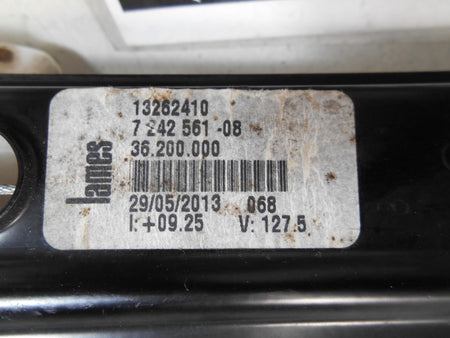 lames
13262410
7 242 561 -08
36.200.000
29/05/2013 068
I:+09.25 V: 127.5